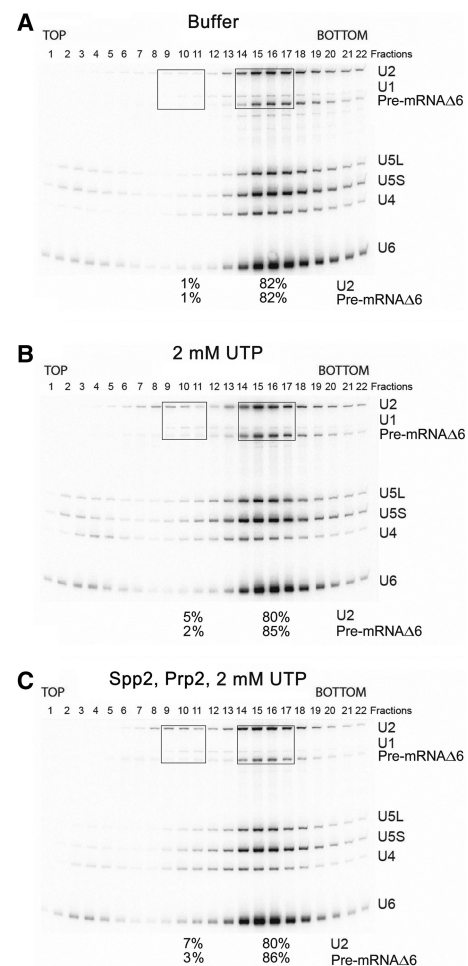 A
Buffer
TOP
BOTTOM
1 2 3 4 5 6 7 8 9 10 11 12 13 14 15 16 17 18 19 20 21 22 Fractions
U2
U1
Pre-mRNAΔ6
U5L
U5S
U4
U6
1% 82% U2
1% 82% Pre-mRNAΔ6
B
2 mM UTP
TOP
BOTTOM
1 2 3 4 5 6 7 8 9 10 11 12 13 14 15 16 17 18 19 20 21 22 Fractions
U2
U1
Pre-mRNAΔ6
U5L
U5S
U4
U6
5% 80% U2
2% 85% Pre-mRNAΔ6
C
Spp2, Prp2, 2 mM UTP
TOP
BOTTOM
1 2 3 4 5 6 7 8 9 10 11 12 13 14 15 16 17 18 19 20 21 22 Fractions
U2
U1
Pre-mRNAΔ6
U5L
U5S
U4
U6
7% 80% U2
3% 86% Pre-mRNAΔ6